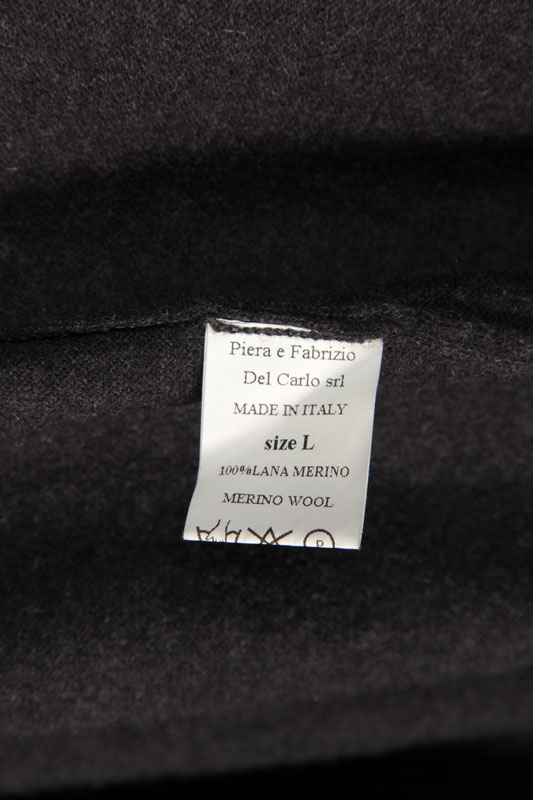 Piera e Fabrizio
Del Carlo srl
MADE IN ITALY
size L
100%LANA MERINO
MERINO WOOL
P